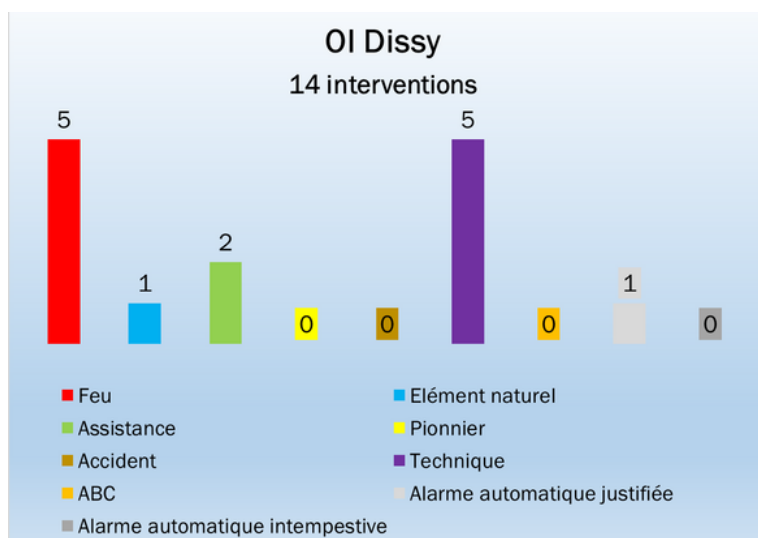 OI Dissy
14 interventions
5
5
2
1
1
0
0
0
0
Feu
Elément naturel
Assistance
Pionnier
Accident
Technique
ABC
Alarme automatique justifiée
Alarme automatique intempestive